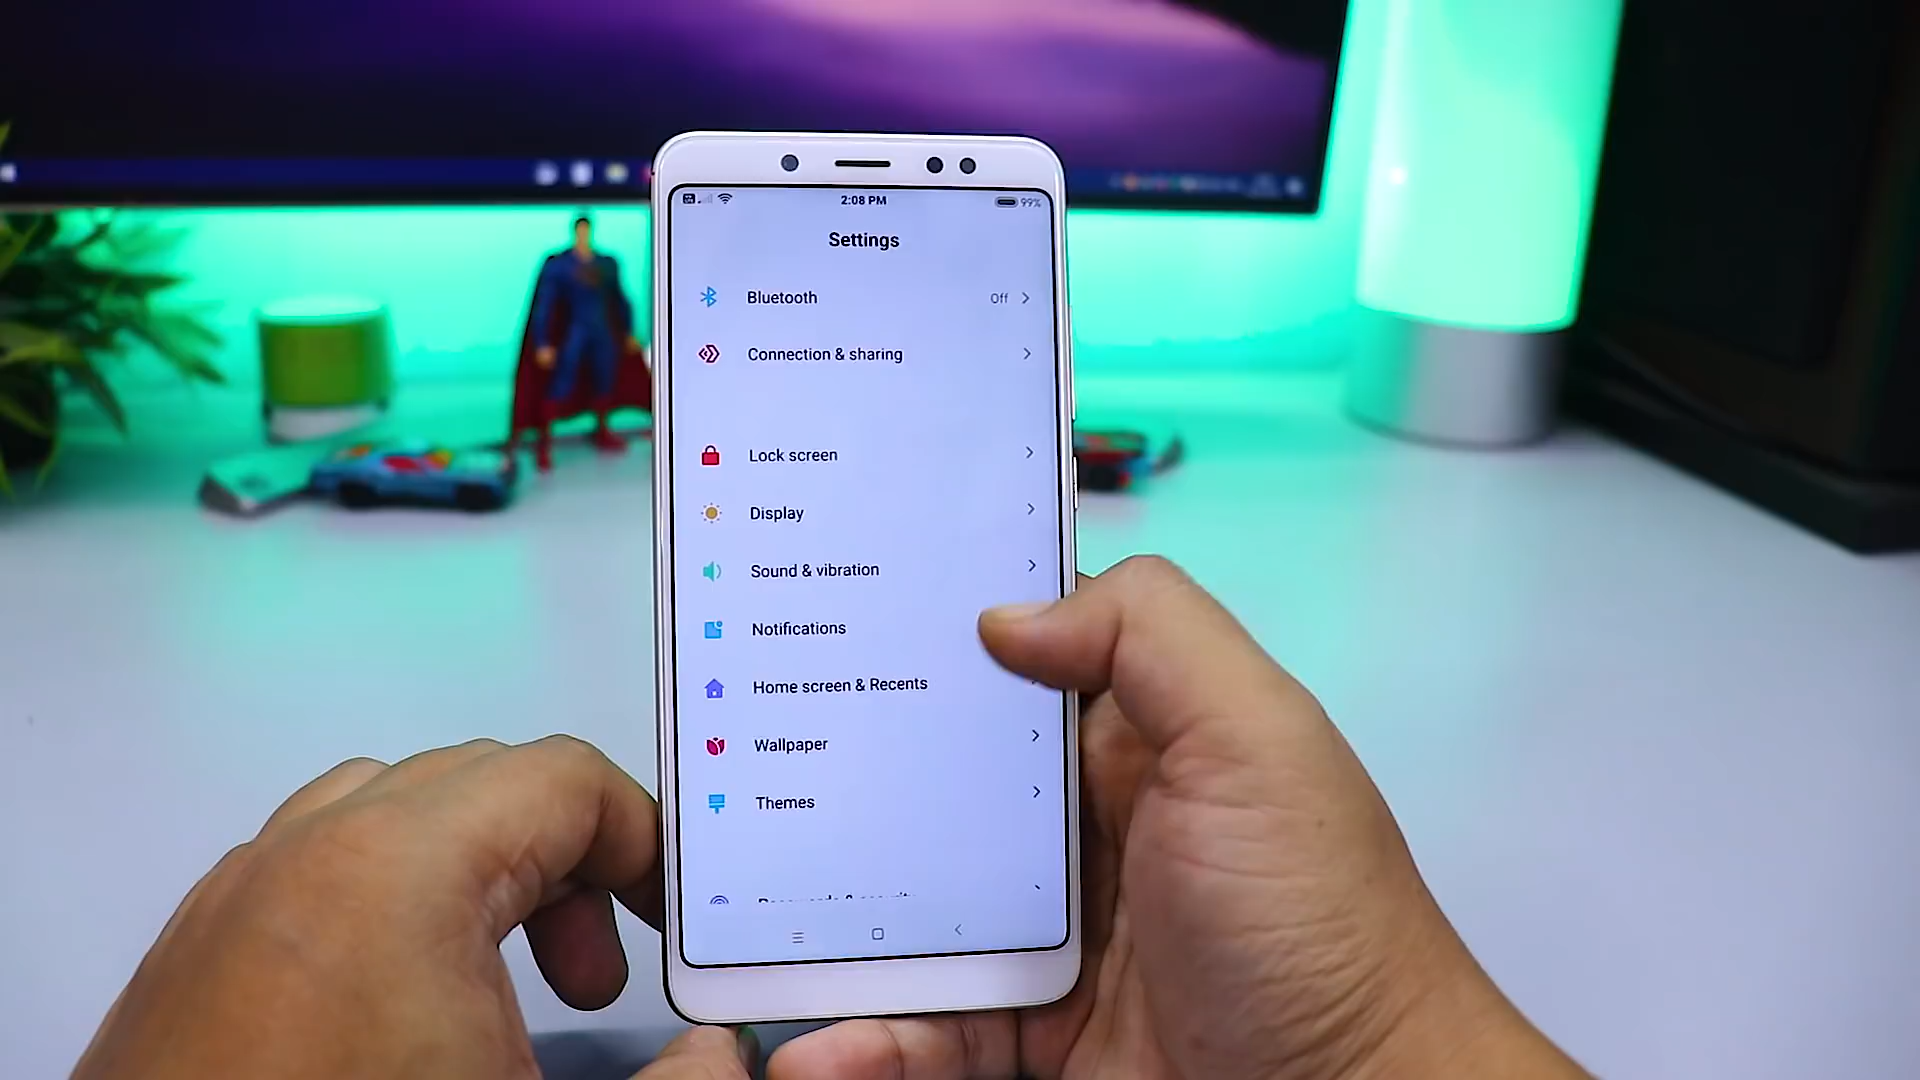 2:08 PM
99%
Settings
Bluetooth Off
Connection & sharing
Lock screen
Display
Sound & vibration
Notifications
Home screen & Recents
Wallpaper
Themes